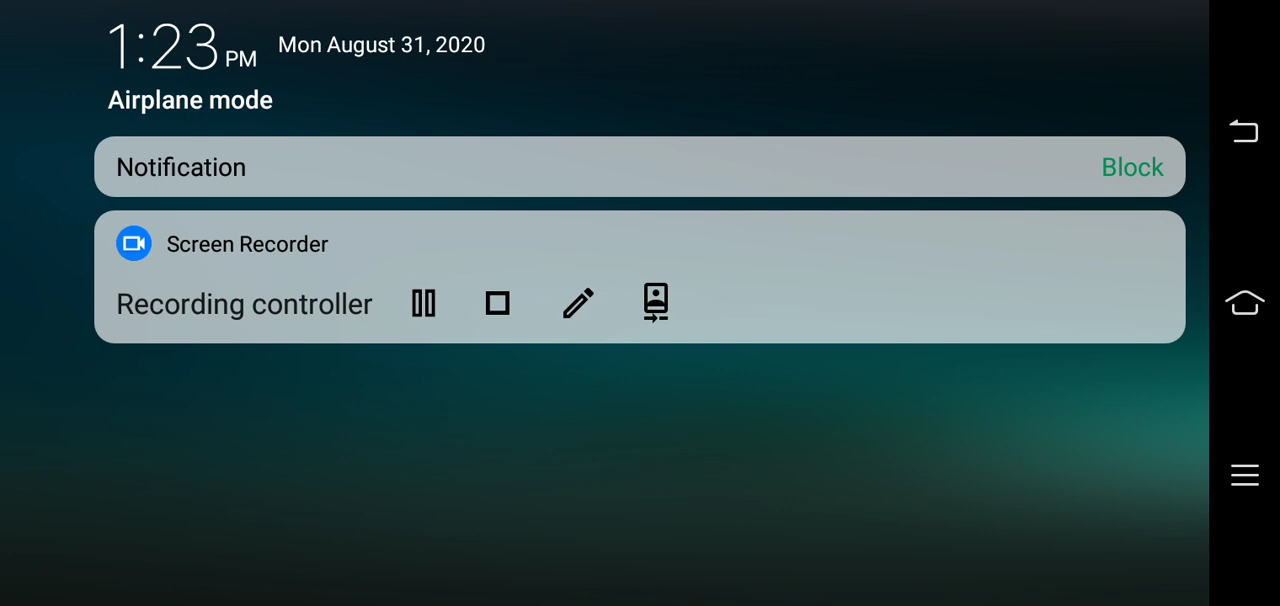 1:23 PM Mon August 31, 2020
Airplane mode
Notification Block
Screen Recorder
Recording controller